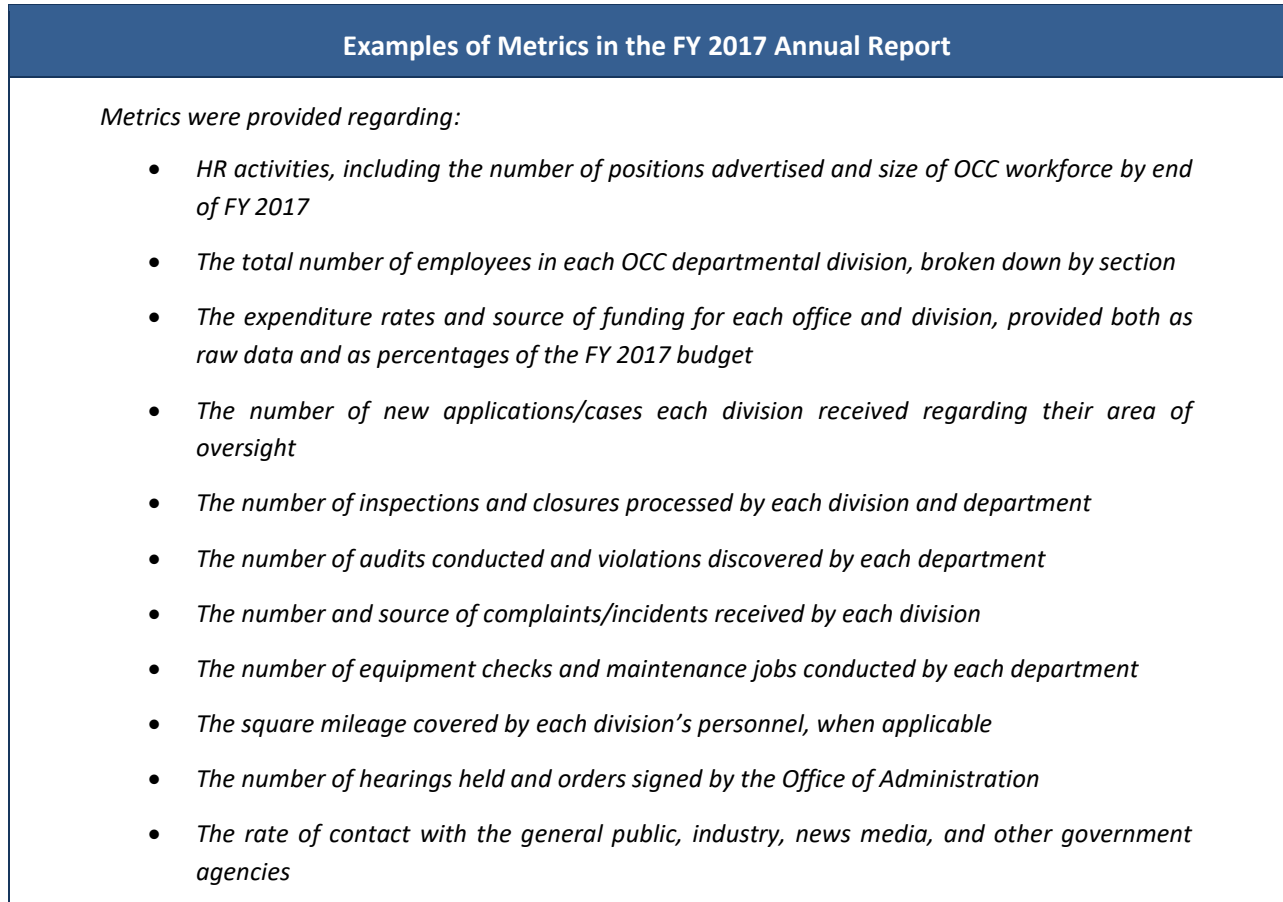 Examples of Metrics in the FY 2017 Annual Report
Metrics were provided regarding:
• HR activities, including the number of positions advertised and size of OCC workforce by end
of FY 2017
• The total number of employees in each OCC departmental division, broken down by section
• The expenditure rates and source of funding for each office and division, provided both as
raw data and as percentages of the FY 2017 budget
• The number of new applications/cases each division received regarding their area of
oversight
• The number of inspections and closures processed by each division and department
• The number of audits conducted and violations discovered by each department
• The number and source of complaints/incidents received by each division
• The number of equipment checks and maintenance jobs conducted by each department
• The square mileage covered by each division’s personnel, when applicable
• The number of hearings held and orders signed by the Office of Administration
• The rate of contact with the general public, industry, news media, and other government
agencies